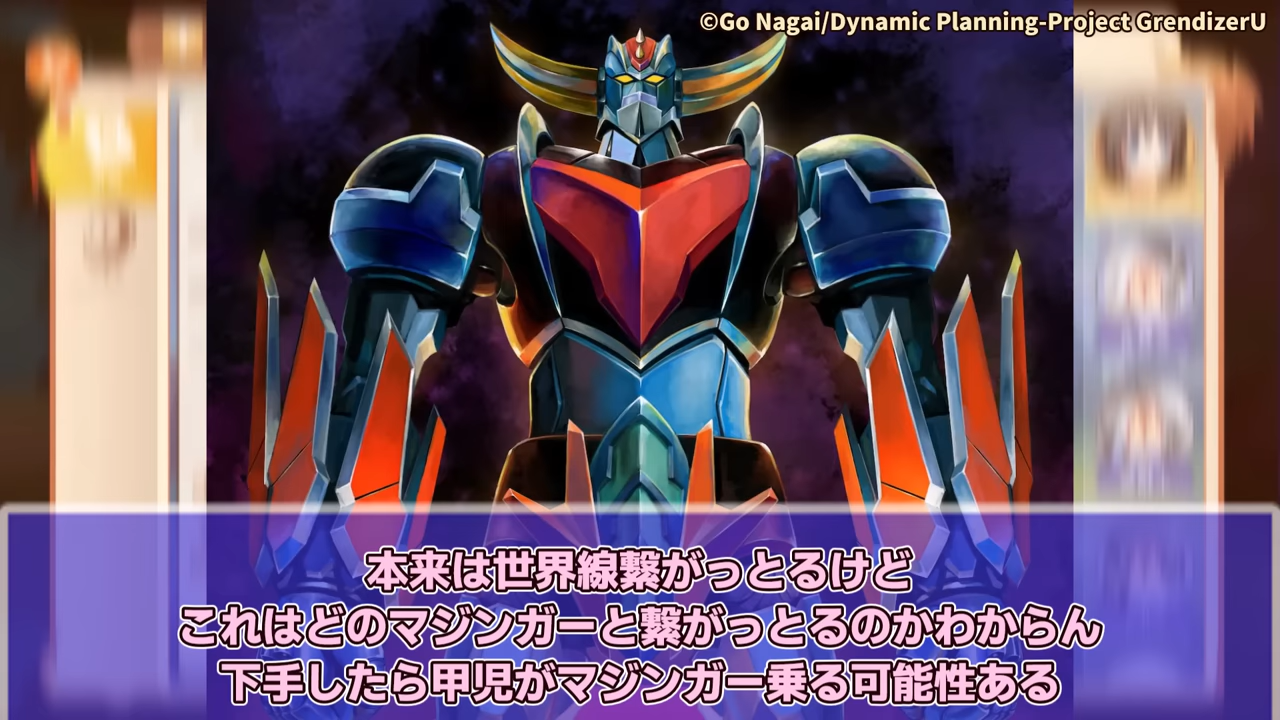 ©Go Nagai/Dynamic Planning-Project GrendizerU
本来は世界線繋がっとるけど
これはどのマジンガーと繋がっとるのかわからん
下手したら甲児がマジンガー乗る可能性ある